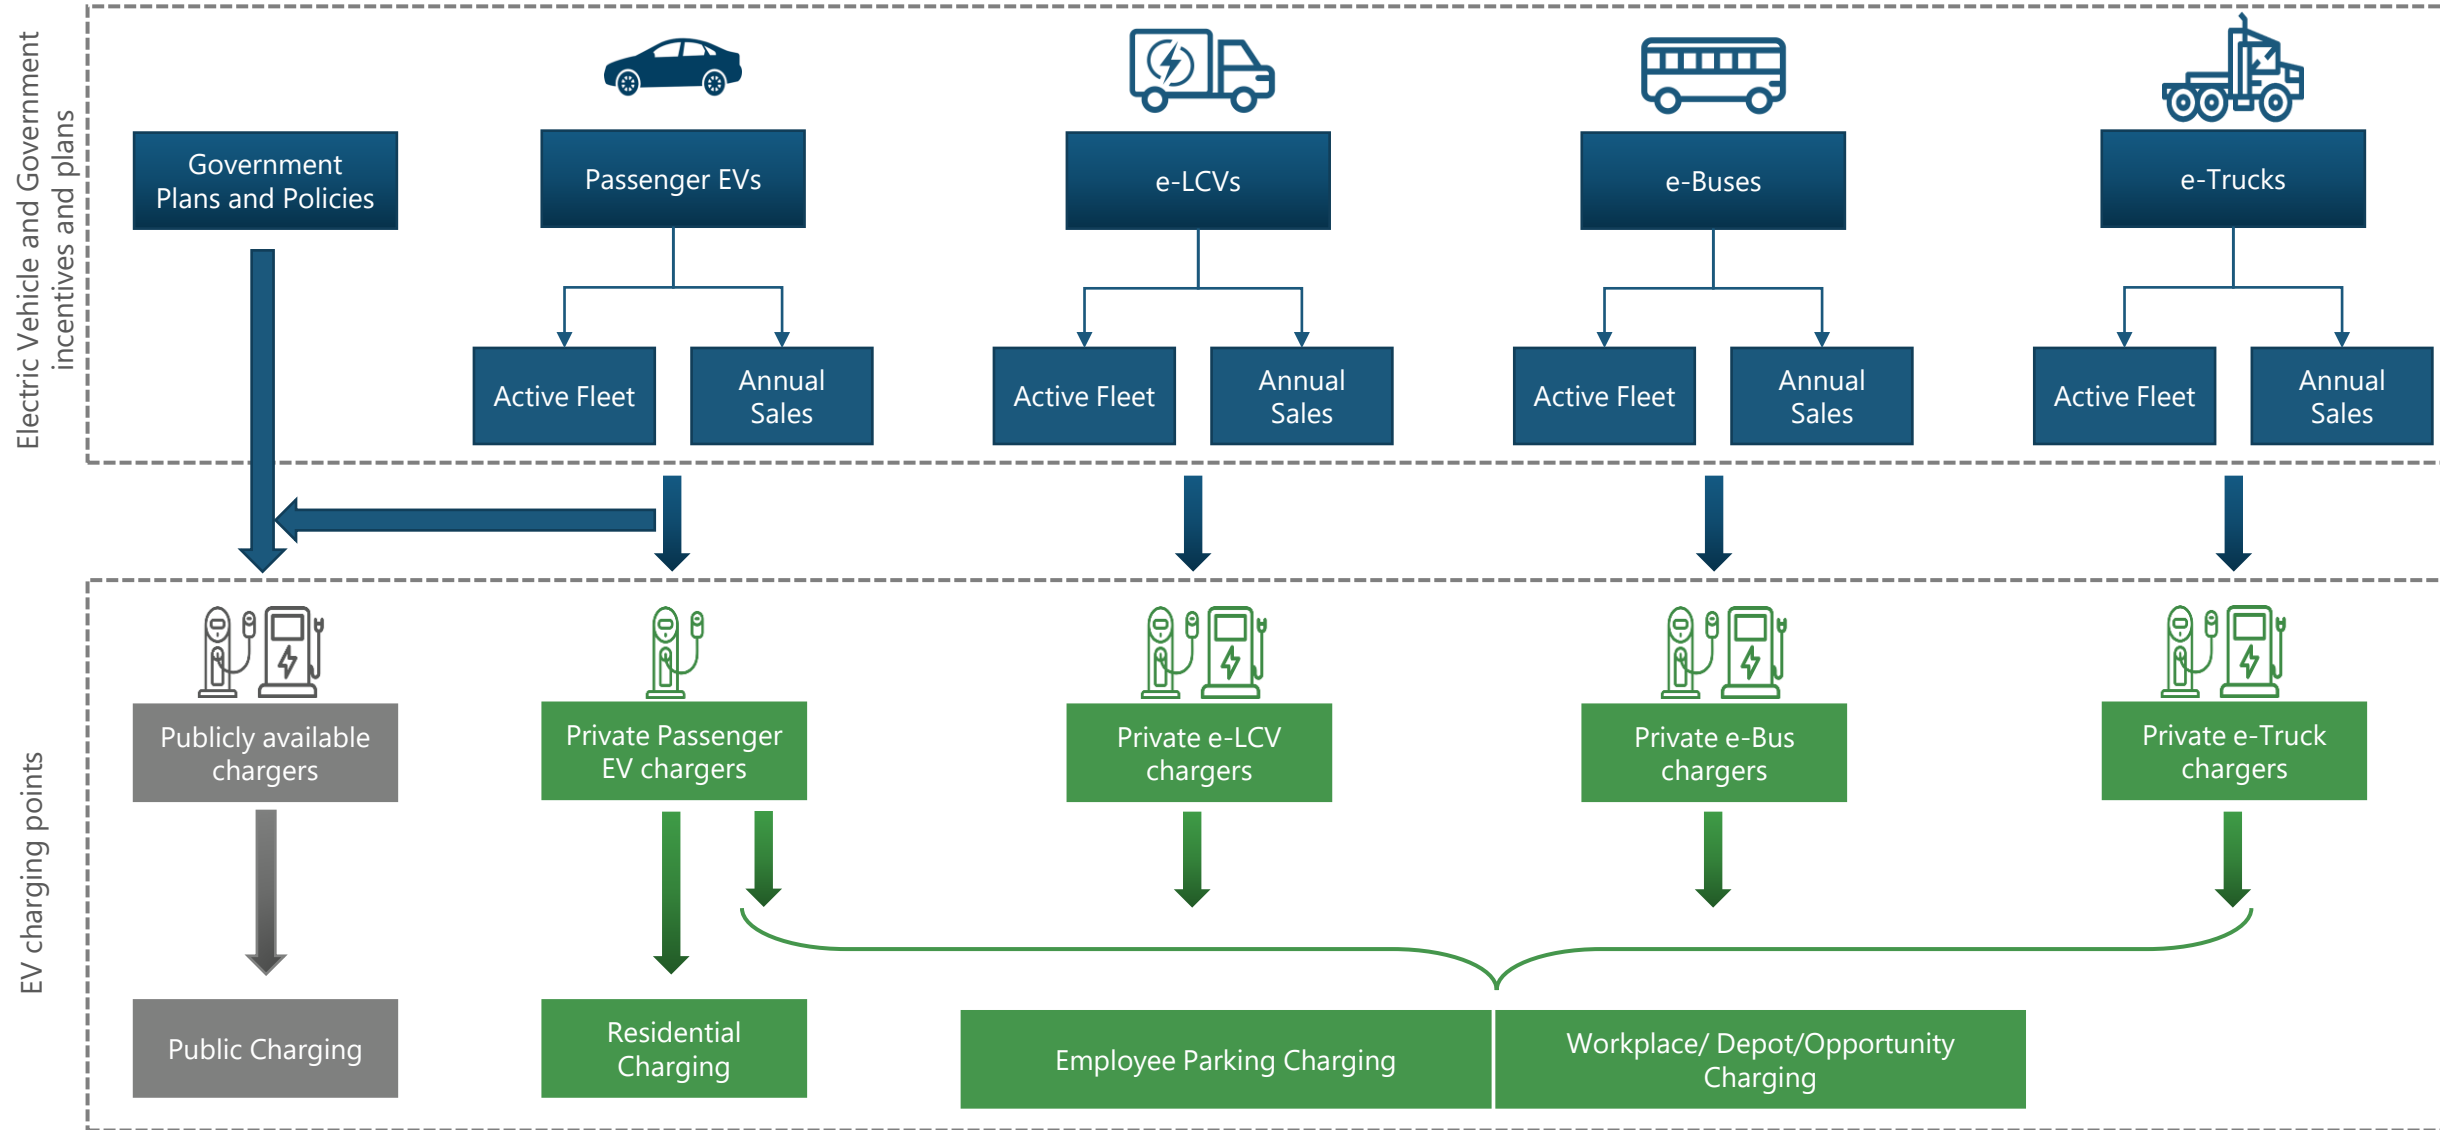 Electric Vehicle and Government
incentives and plans
Government
Plans and Policies
Passenger EVs
e-LCVs
e-Buses
e-Trucks
Active Fleet
Annual
Sales
Active Fleet
Annual
Sales
Active Fleet
Annual
Sales
Active Fleet
Annual
Sales
EV charging points
Publicly available
chargers
Private Passenger
EV chargers
Private e-LCV
chargers
Private e-Bus
chargers
Private e-Truck
chargers
Public Charging
Residential
Charging
Employee Parking Charging
Workplace/ Depot/Opportunity
Charging